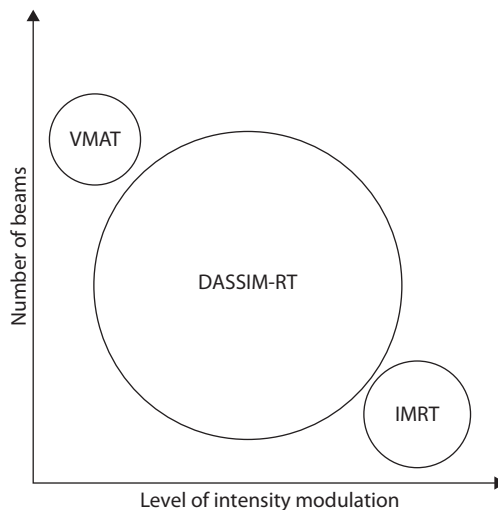 VMAT
Number of beams
DASSIM-RT
IMRT
Level of intensity modulation